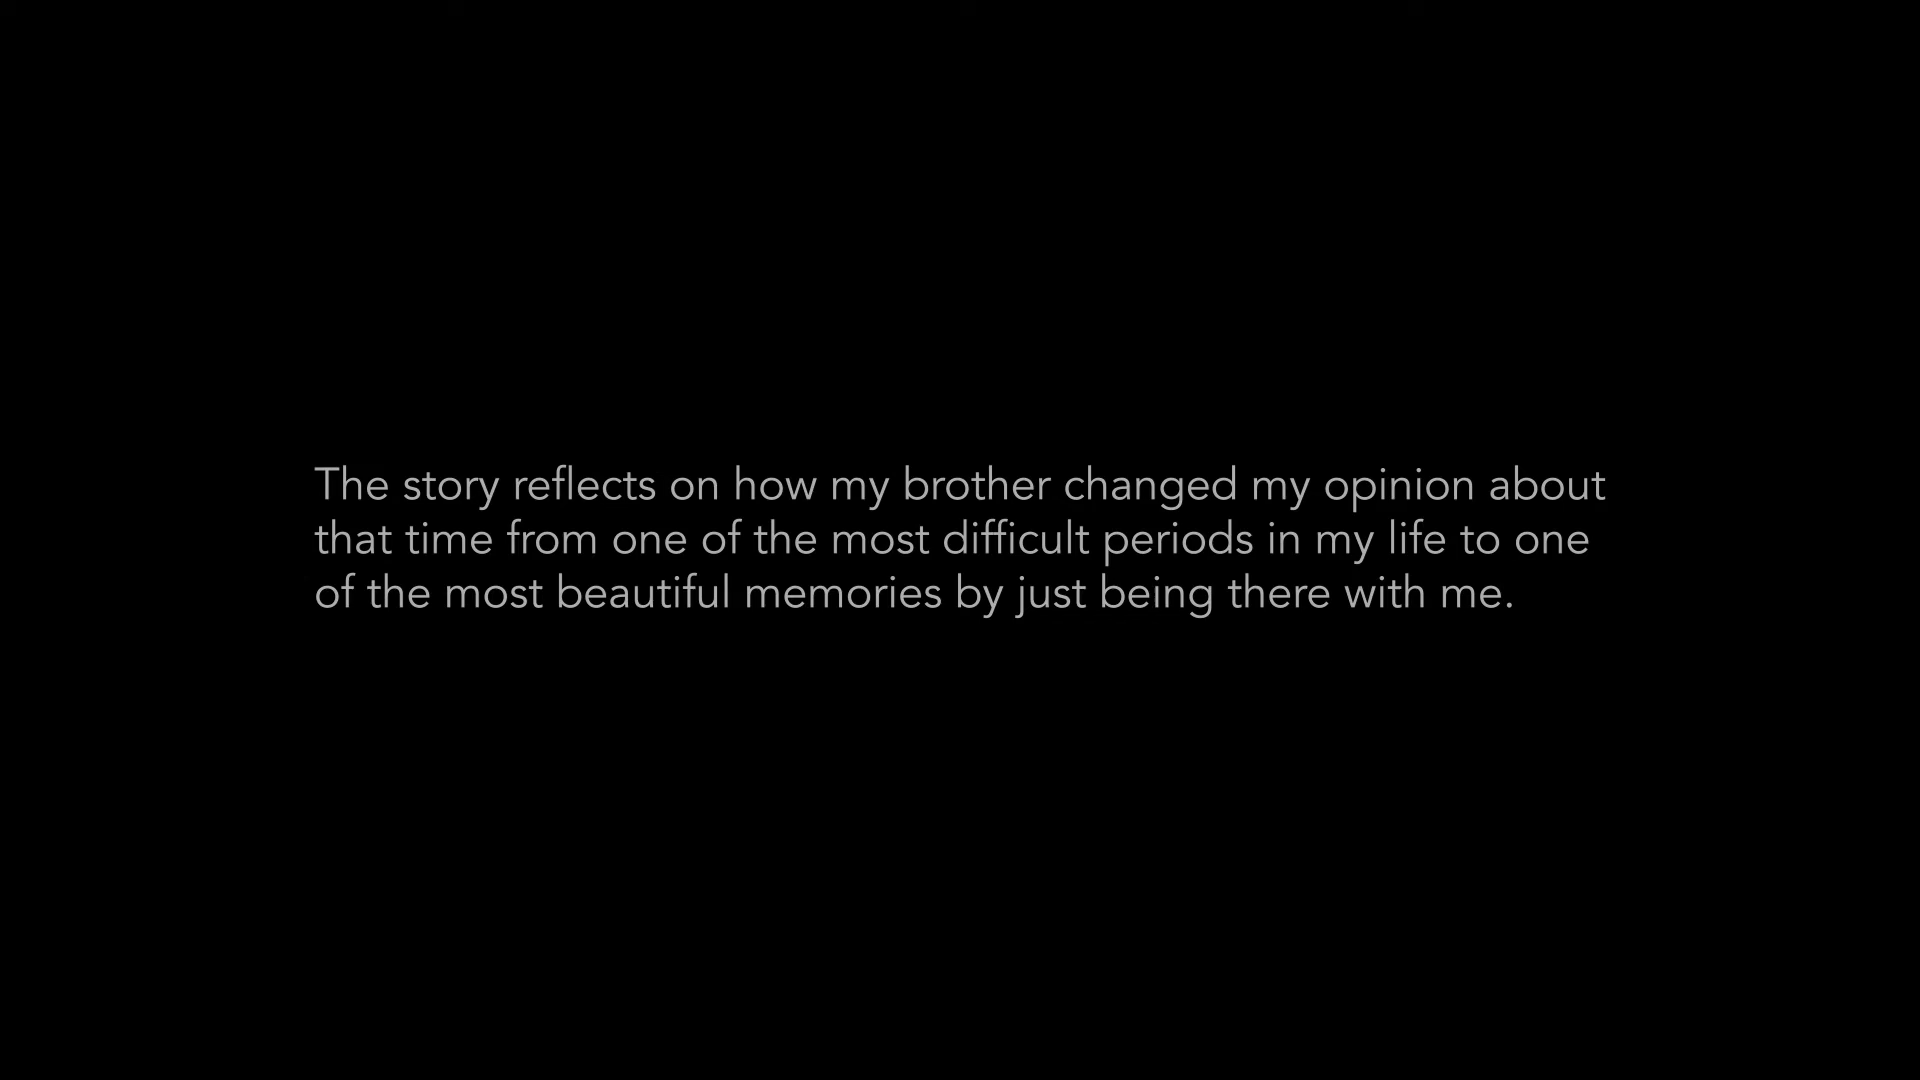 The story reflects on how my brother changed my opinion about
that time from one of the most difficult periods in my life to one
of the most beautiful memories by just being there with me.